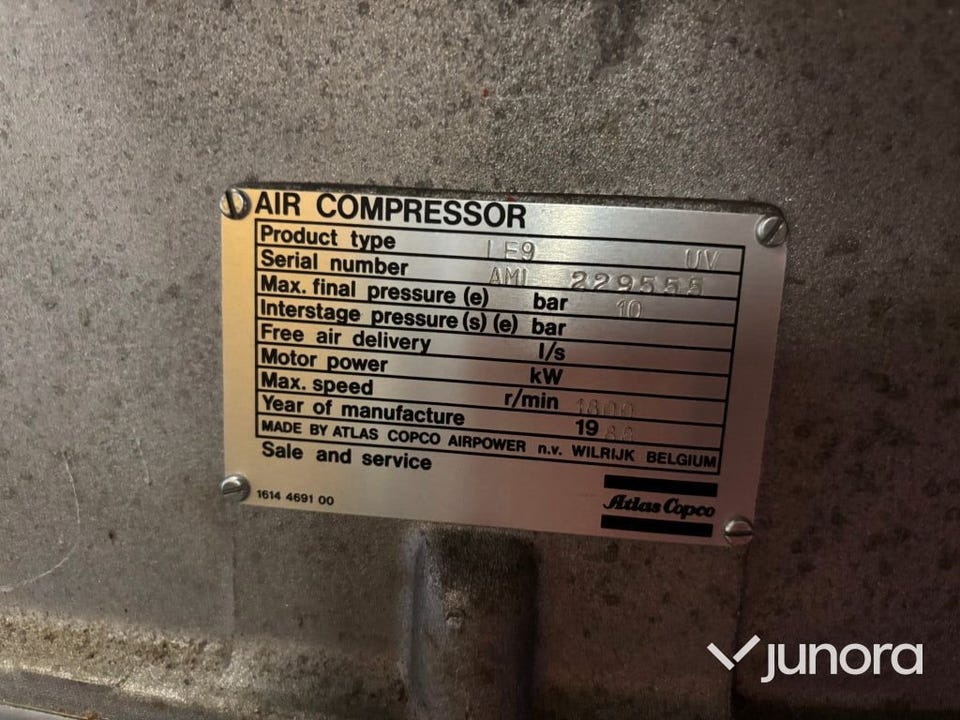 AIR COMPRESSOR
Product type LE9 UV
Serial number AMI 229555
Max. final pressure (e) bar 10
Interstage pressure(s) (e) bar
Free air delivery l/s
Motor power kW
Max. speed r/min 1800
Year of manufacture 19 88
MADE BY ATLAS COPCO AIRPOWER n.v. WILRIJK BELGIUM
Sale and service
1614 4691 00
Atlas Copco
junora